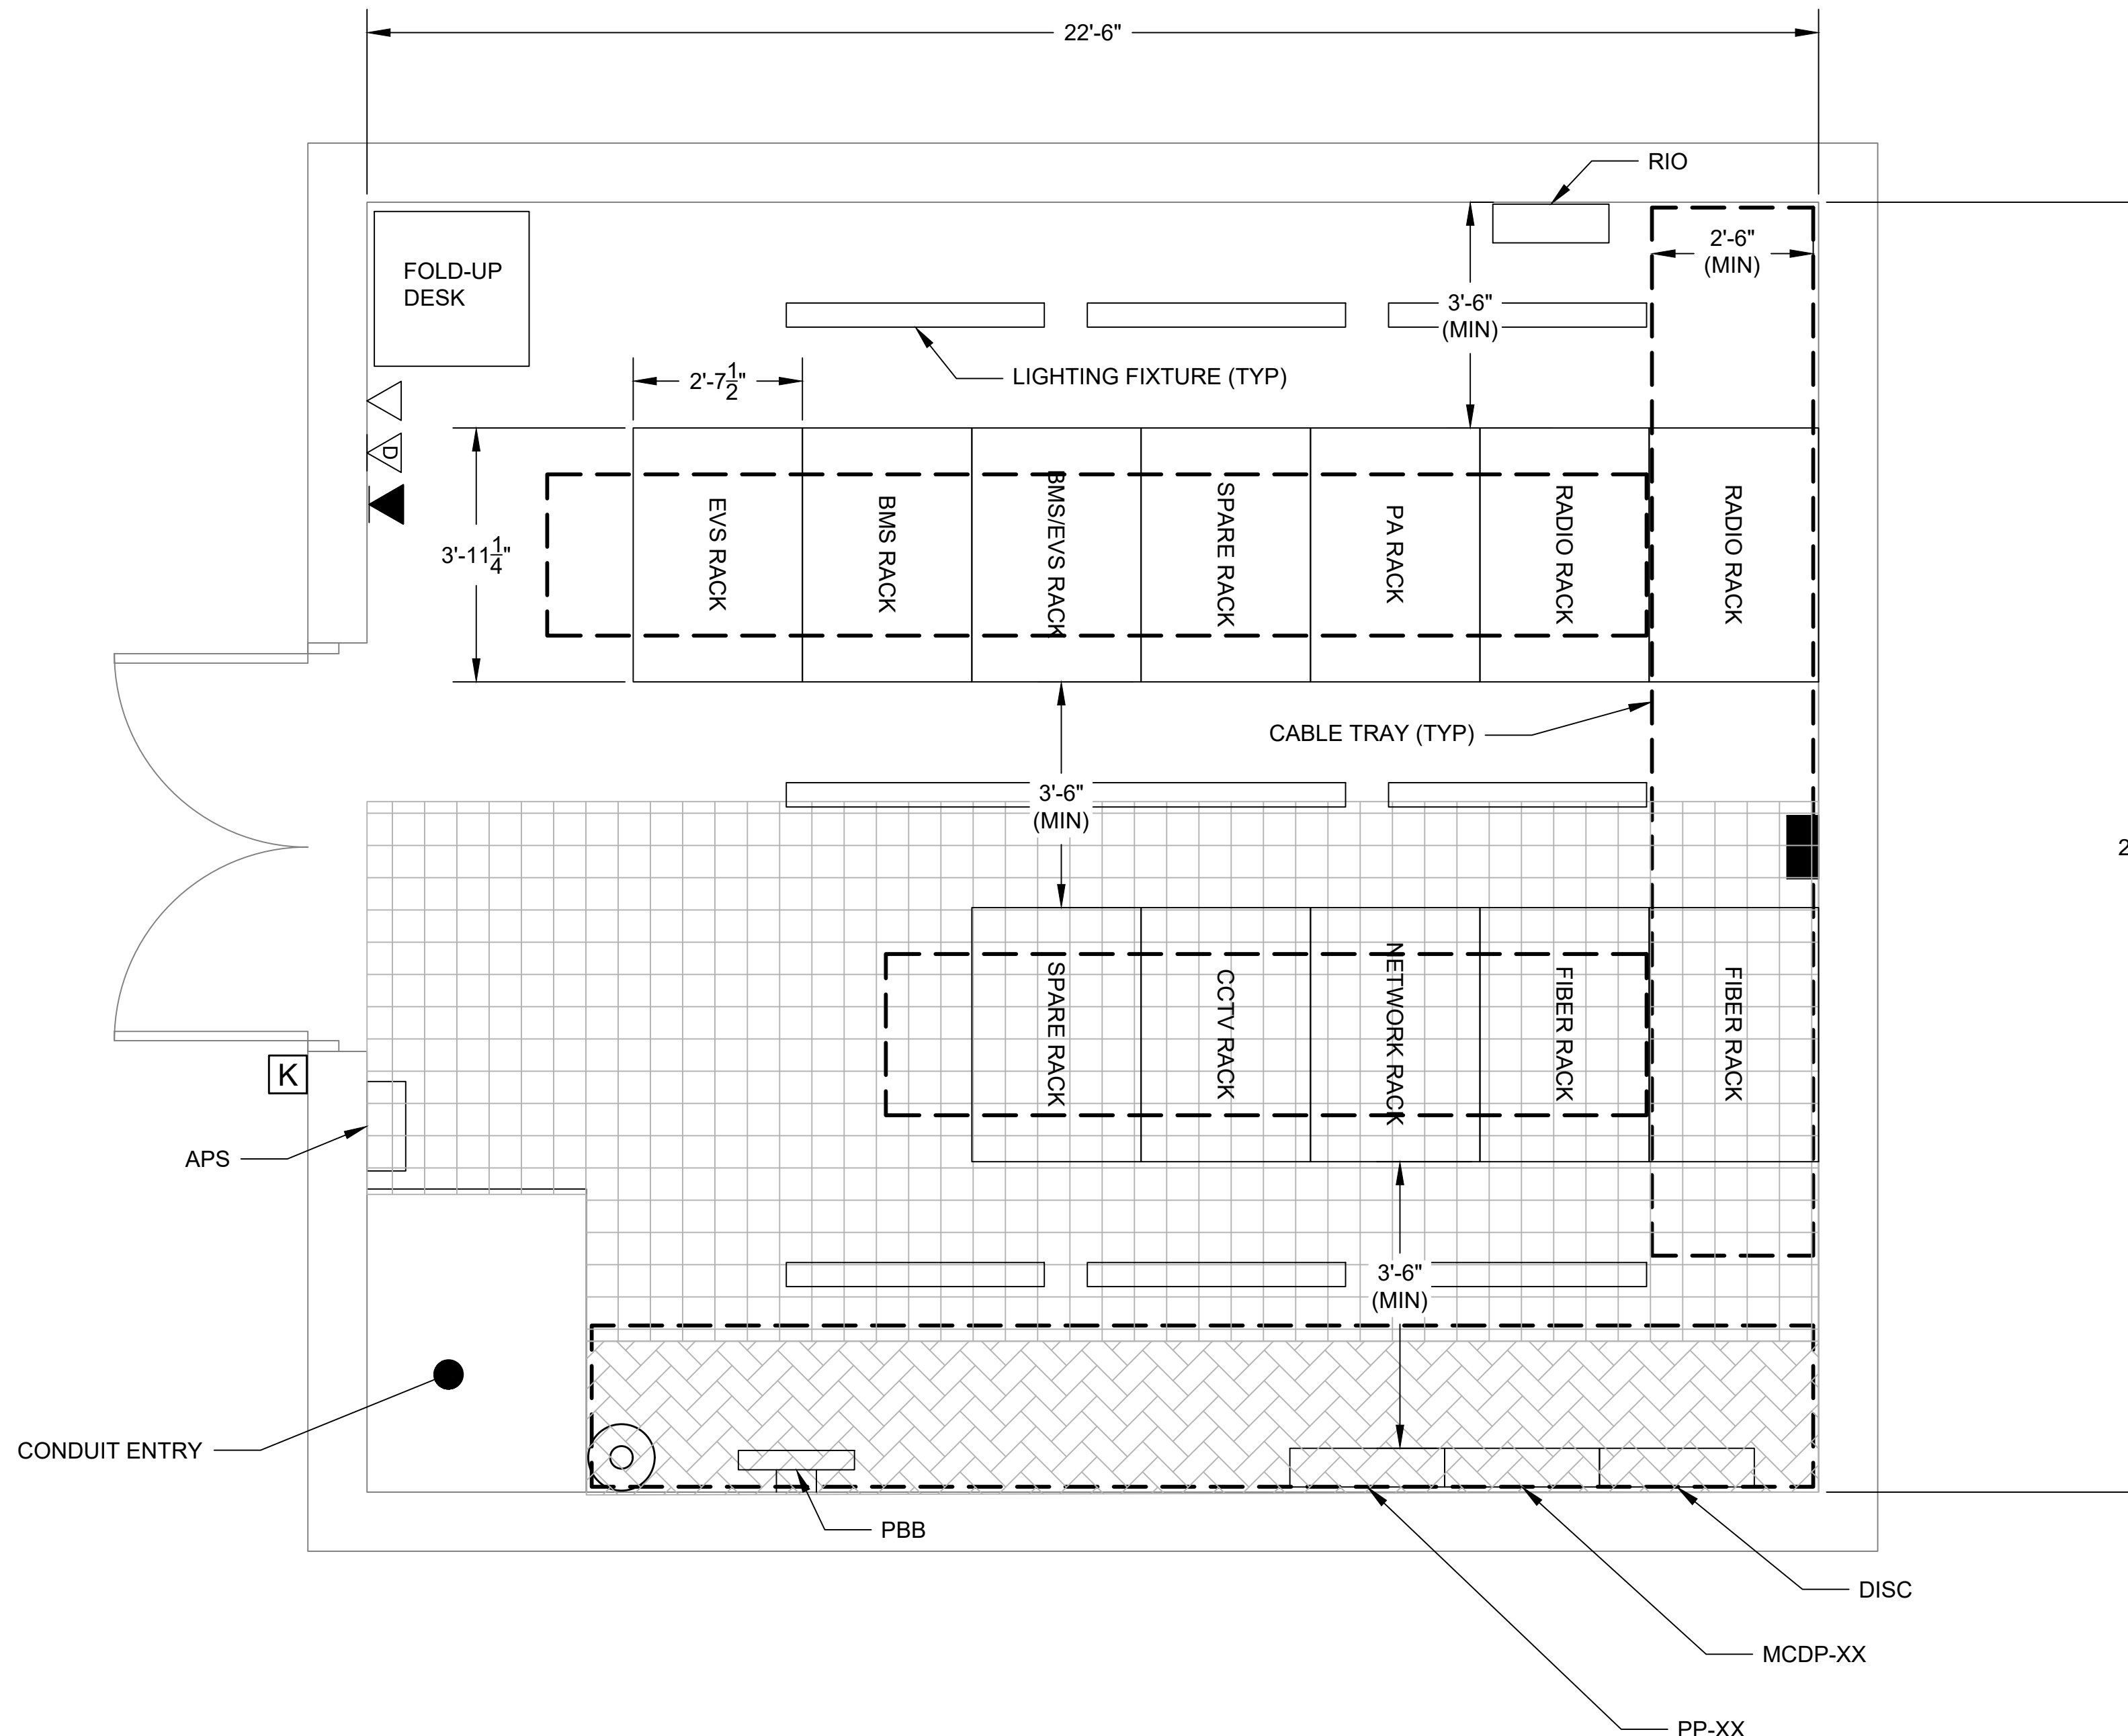 22'-6"
RIO
2'-6"
(MIN)
FOLD-UP
DESK
3'-6"
(MIN)
LIGHTING FIXTURE (TYP)
2'-7 1/2"
D
3'-11 1/4"
EVS RACK
BMS RACK
BMS/EVS RACK
SPARE RACK
PA RACK
RADIO RACK
RADIO RACK
CABLE TRAY (TYP)
3'-6"
(MIN)
2
SPARE RACK
CCTV RACK
NETWORK RACK
FIBER RACK
FIBER RACK
K
APS
3'-6"
(MIN)
CONDUIT ENTRY
PBB
DISC
MCDP-XX
PP-XX